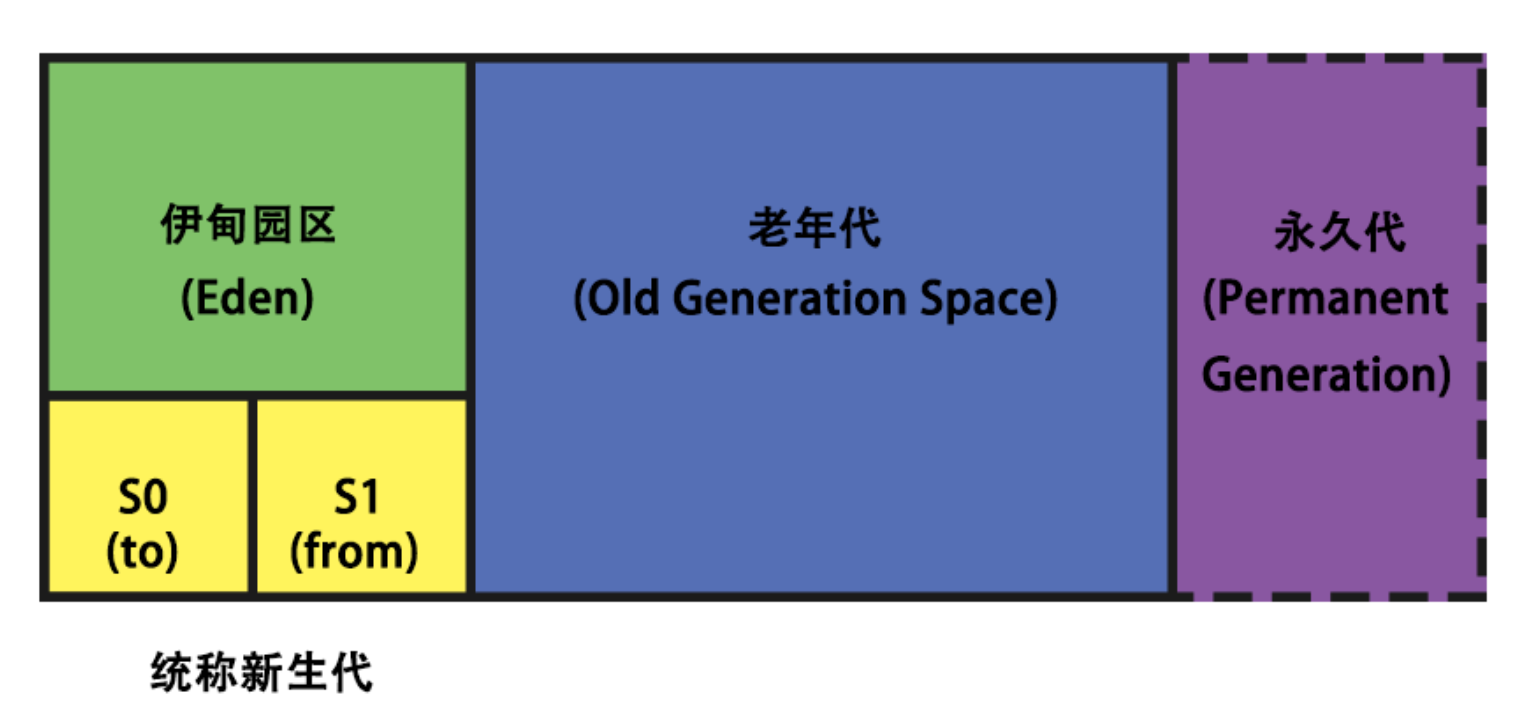 伊甸园区
(Eden)
老年代
(Old Generation Space)
永久代
(Permanent
Generation)
S0
(to)
S1
(from)
统称新生代